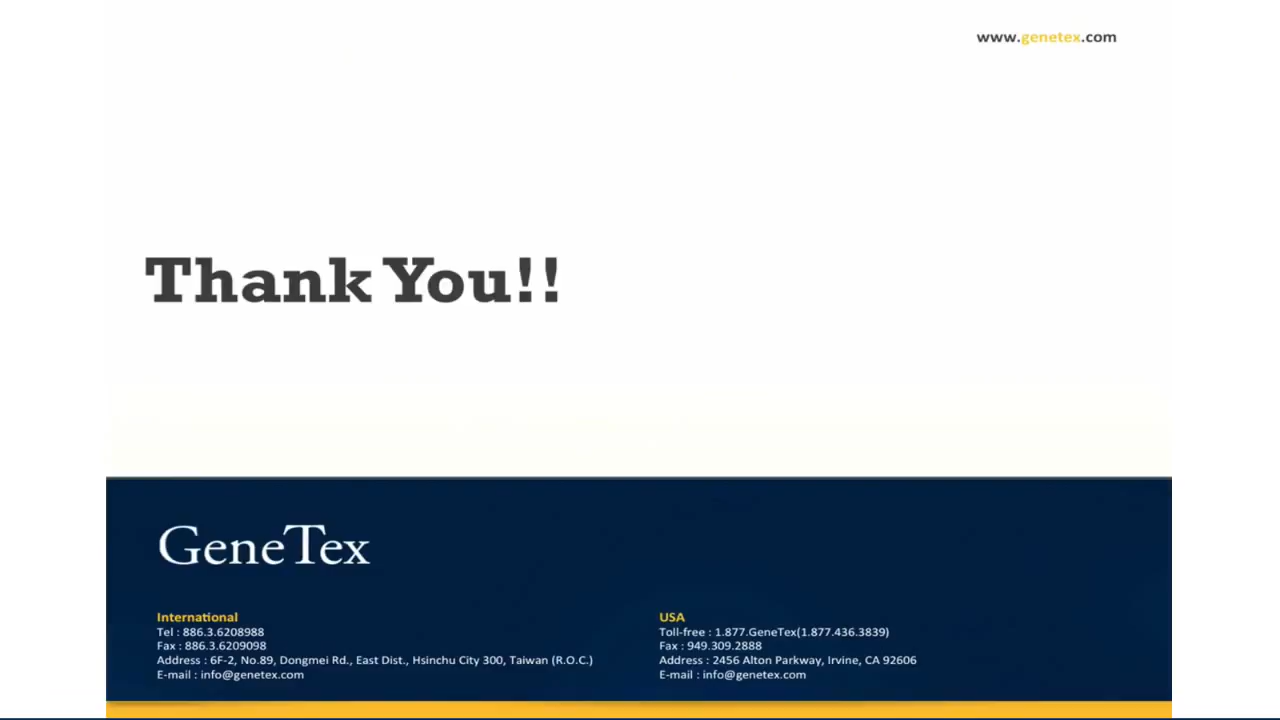 www.genetex.com
Thank You!!
GeneTex
International
Tel : 886.3.6208988
Fax : 886.3.6209098
Address : 6F-2, No.89, Dongmei Rd., East Dist., Hsinchu City 300, Taiwan (R.O.C.)
E-mail : info@genetex.com
USA
Toll-free : 1.877.GeneTex(1.877.436.3839)
Fax : 949.309.2888
Address : 2456 Alton Parkway, Irvine, CA 92606
E-mail : info@genetex.com